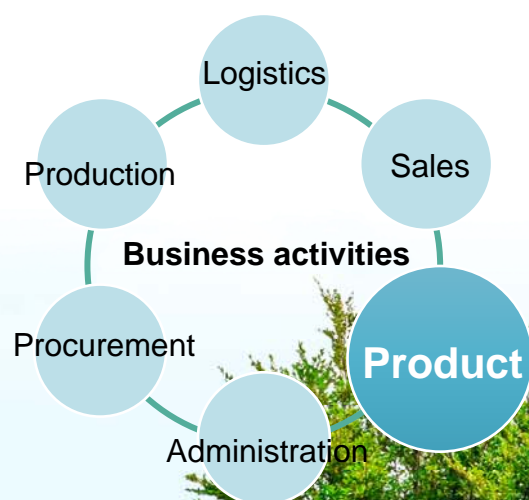 Logistics
Production
Sales
Business activities
Procurement
Product
Administration